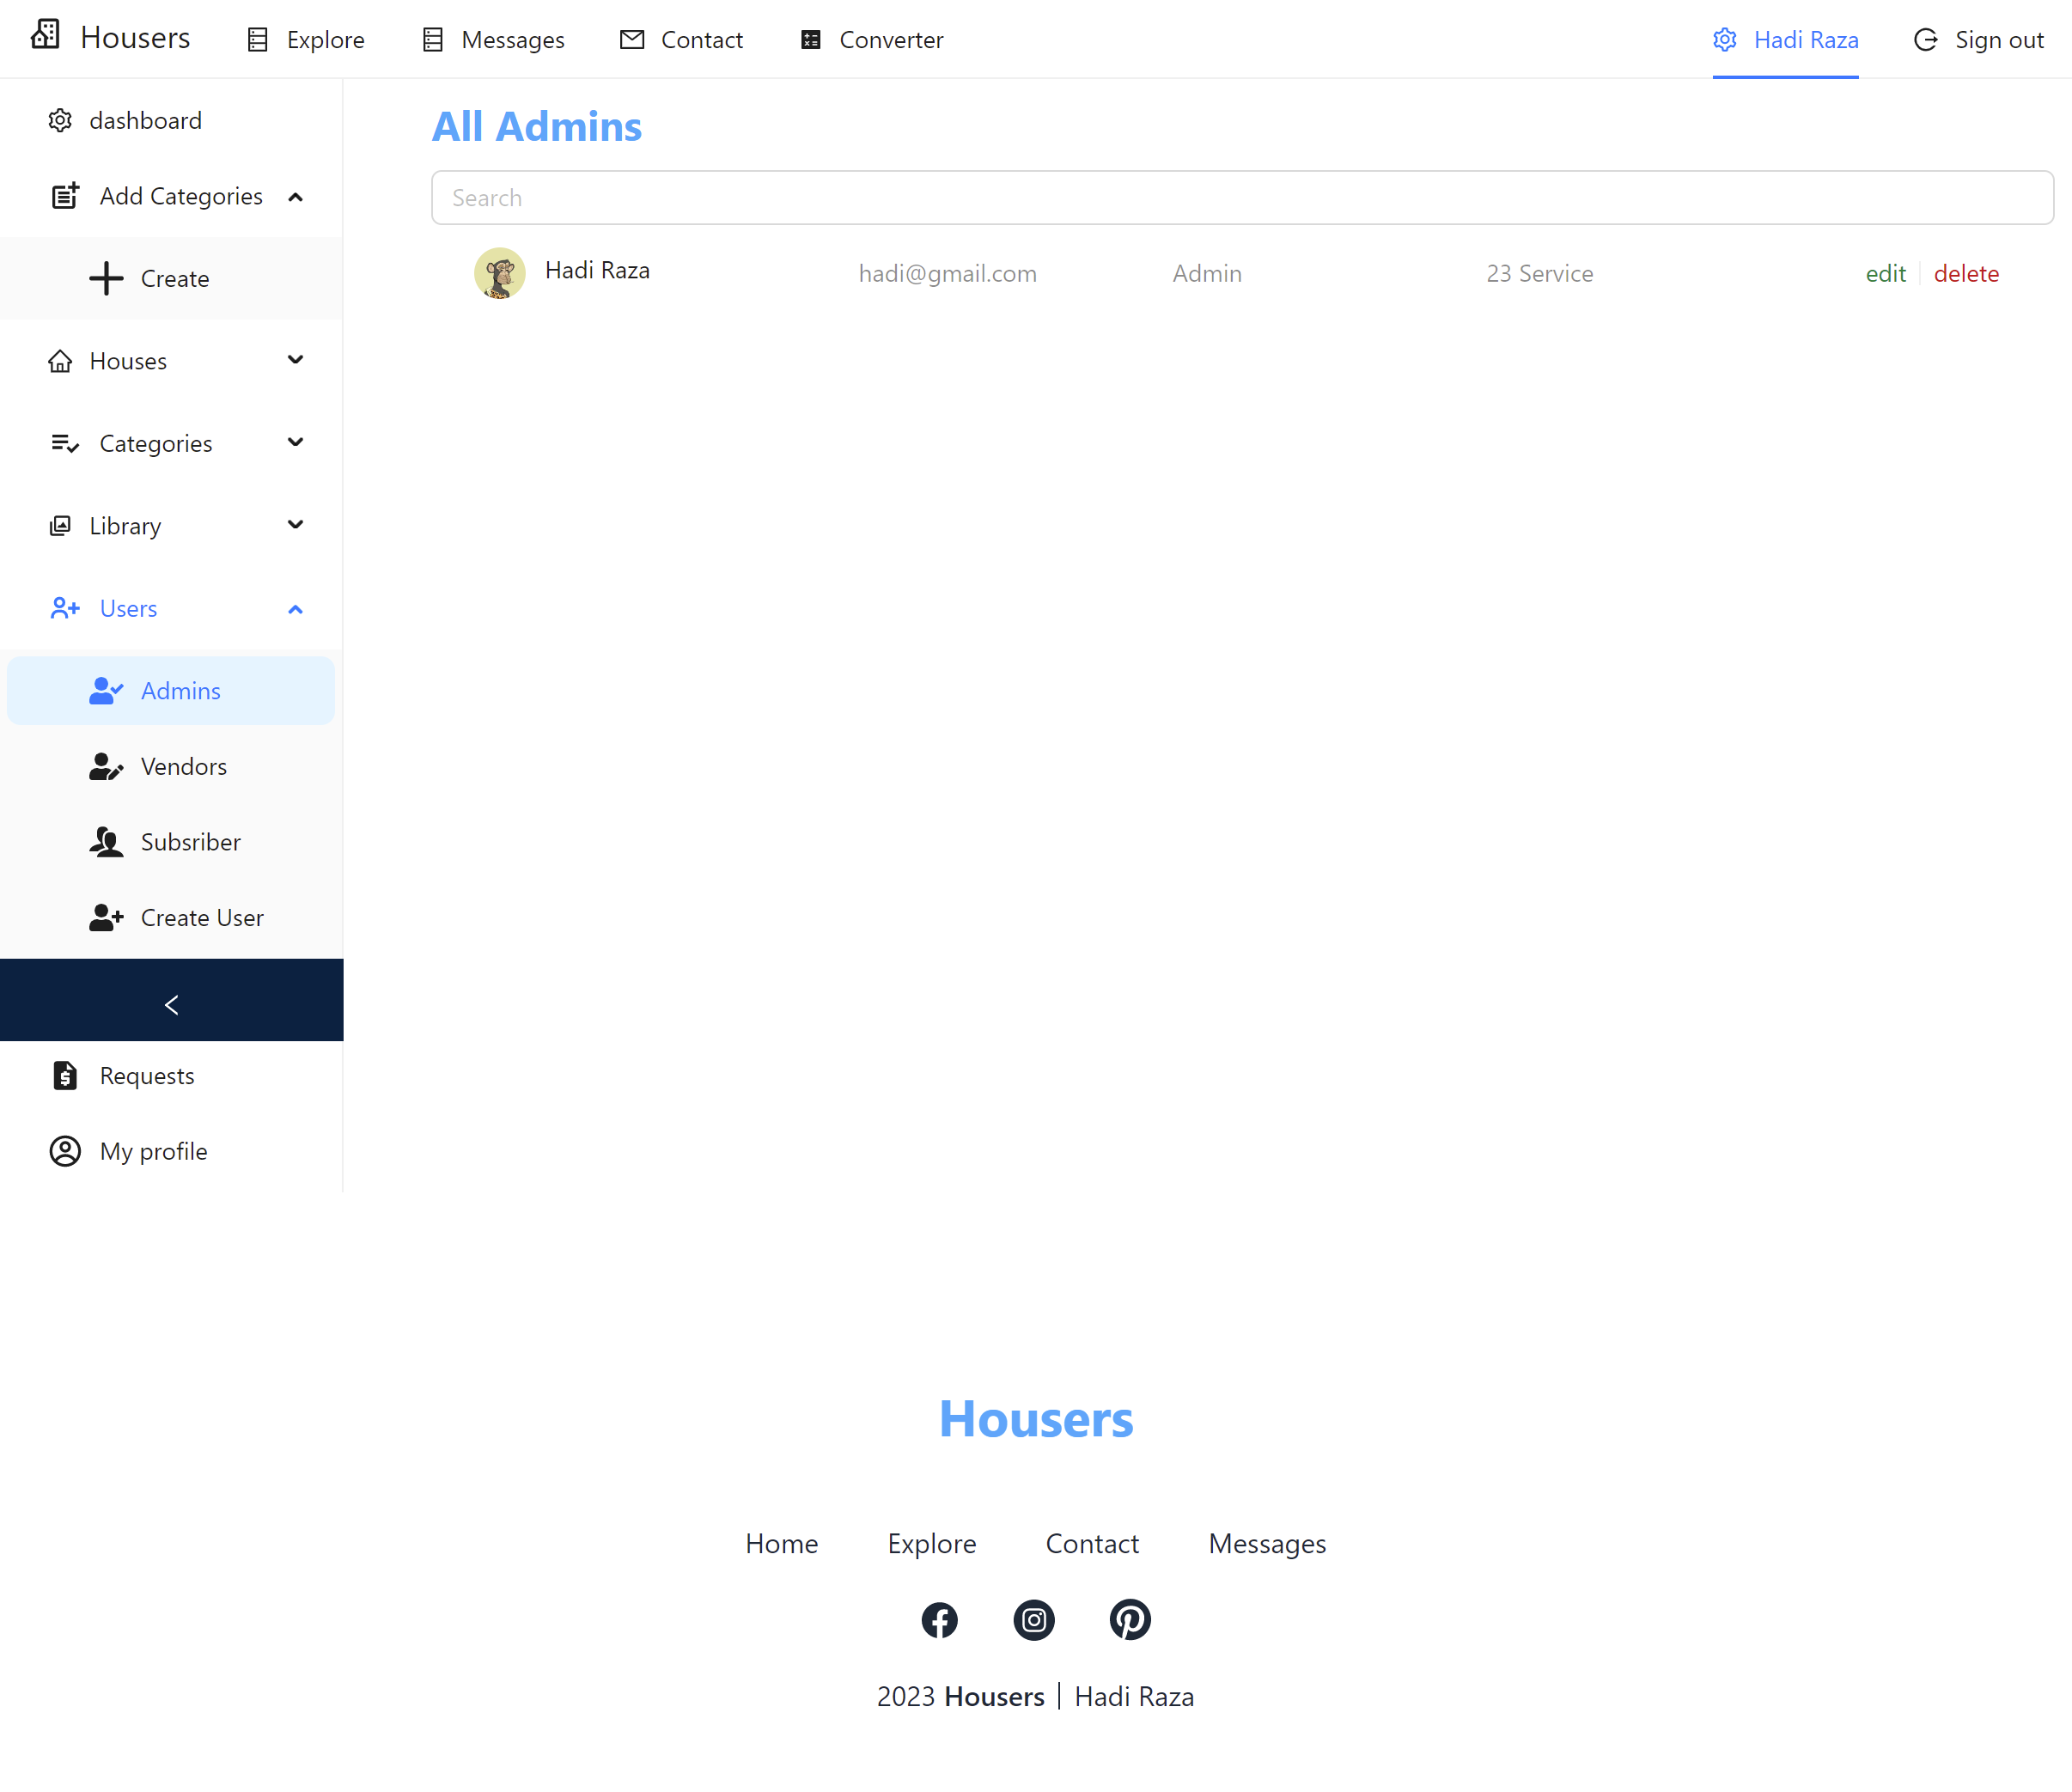 Housers Explore Messages Contact Converter Hadi Raza Sign out
dashboard
Add Categories
Create
Houses
Categories
Library
Users
Admins
Vendors
Subsriber
Create User
Requests
My profile
All Admins
Search
Hadi Raza hadi@gmail.com Admin 23 Service edit delete
Housers
Home Explore Contact Messages
2023 Housers | Hadi Raza